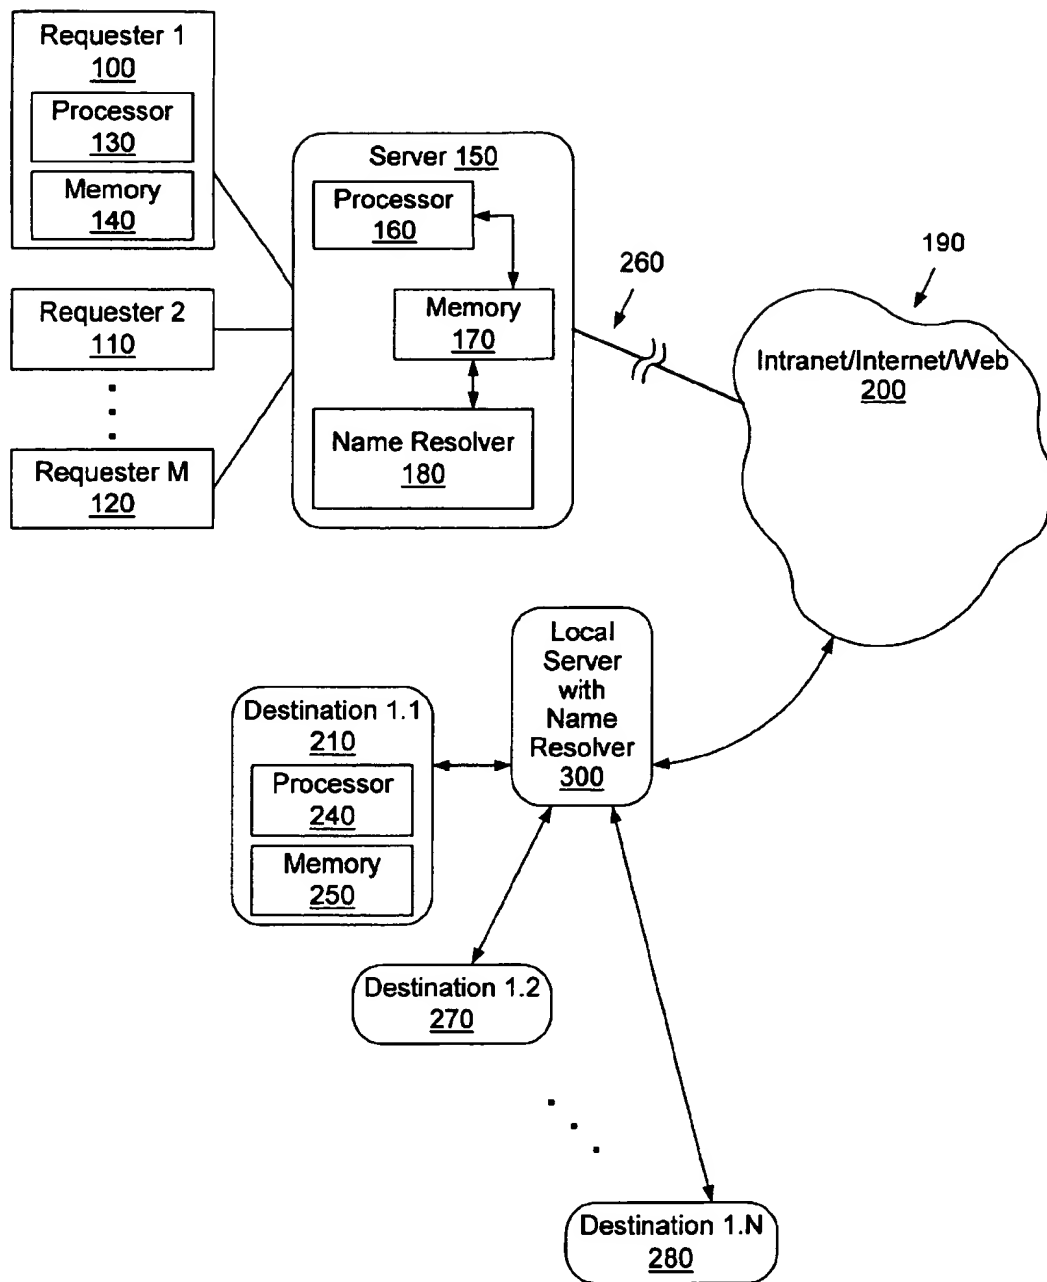 Requester 1
100
Processor
130
Memory
140
Requester 2
110
Requester M
120
Server 150
Processor
160
Memory
170
Name Resolver
180
260
190
Intranet/Internet/Web
200
Local
Server
with
Name
Resolver
300
Destination 1.1
210
Processor
240
Memory
250
Destination 1.2
270
Destination 1.N
280